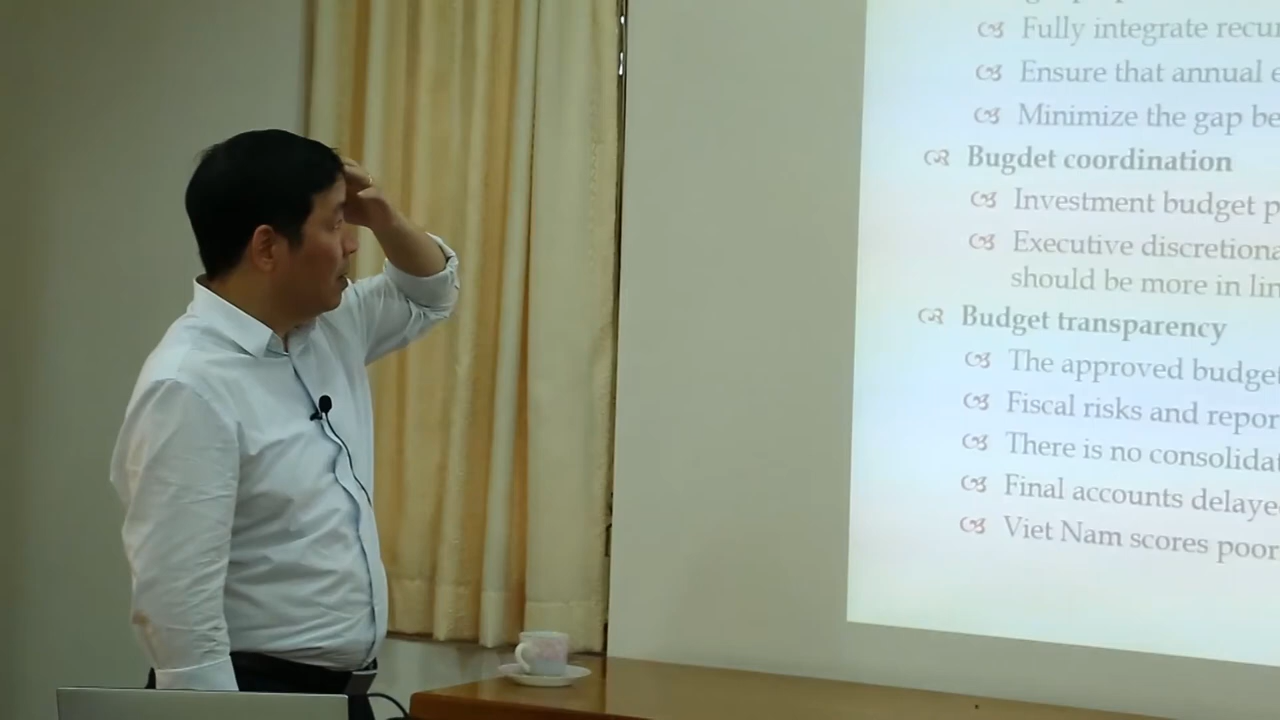 Fully integrate recur
Ensure that annual e
Minimize the gap be
Bugdet coordination
Investment budget p
Executive discretiona
should be more in lin
Budget transparency
The approved budget
Fiscal risks and repor
There is no consolidat
Final accounts delaye
Viet Nam scores poor